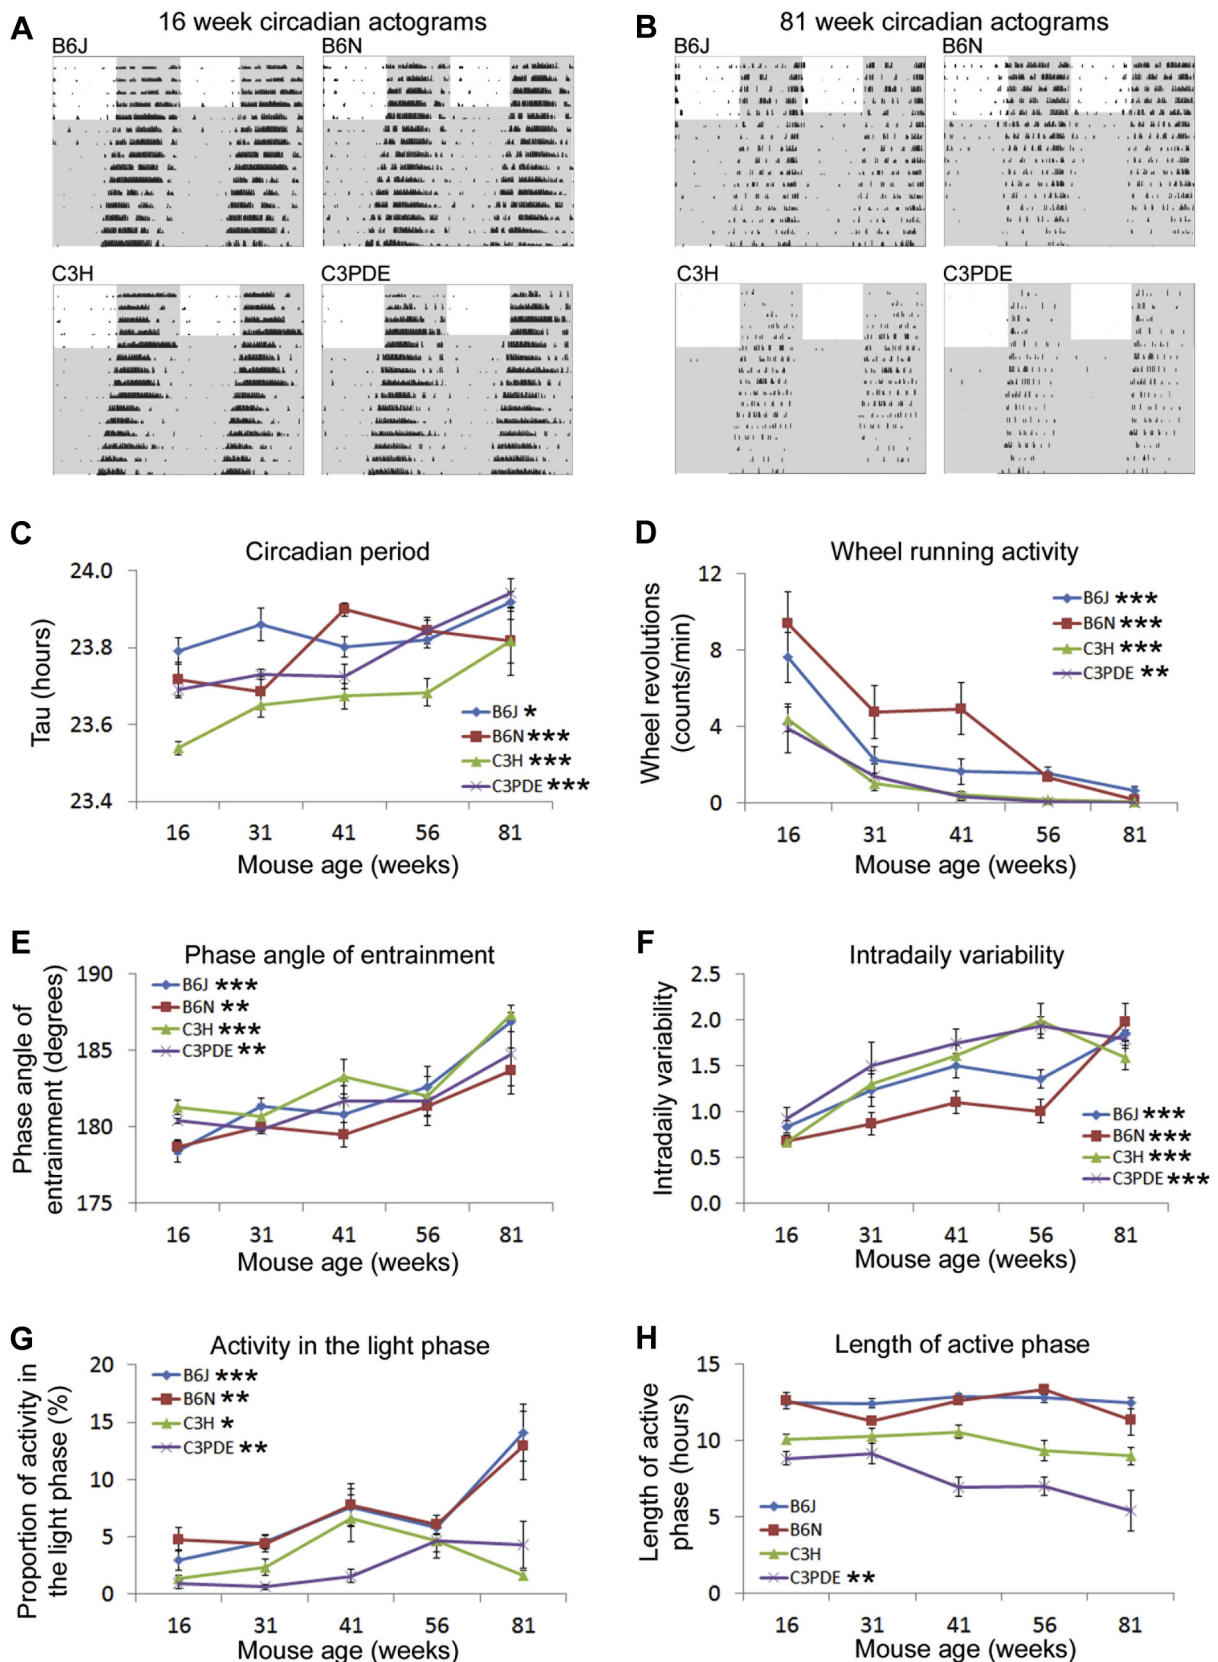 A
16 week circadian actograms
B6J
B6N
C3H
C3PDE
B
81 week circadian actograms
B6J
B6N
C3H
C3PDE
C
Circadian period
Tau (hours)
24.0
23.8
23.6
23.4
B6J *
B6N ***
C3H ***
C3PDE ***
16 31 41 56 81
Mouse age (weeks)
D
Wheel running activity
Wheel revolutions
(counts/min)
12
8
4
0
B6J ***
B6N ***
C3H ***
C3PDE **
16 31 41 56 81
Mouse age (weeks)
E
Phase angle of entrainment
Phase angle of
entrainment (degrees)
190
185
180
175
B6J ***
B6N **
C3H ***
C3PDE **
16 31 41 56 81
Mouse age (weeks)
F
Intradaily variability
Intradaily variability
2.5
2.0
1.5
1.0
0.5
0.0
B6J ***
B6N ***
C3H ***
C3PDE ***
16 31 41 56 81
Mouse age (weeks)
G
Activity in the light phase
Proportion of activity in
the light phase (%)
20
15
10
5
0
B6J ***
B6N **
C3H *
C3PDE **
16 31 41 56 81
Mouse age (weeks)
H
Length of active phase
Length of active
phase (hours)
15
10
5
0
B6J
B6N
C3H
C3PDE **
16 31 41 56 81
Mouse age (weeks)